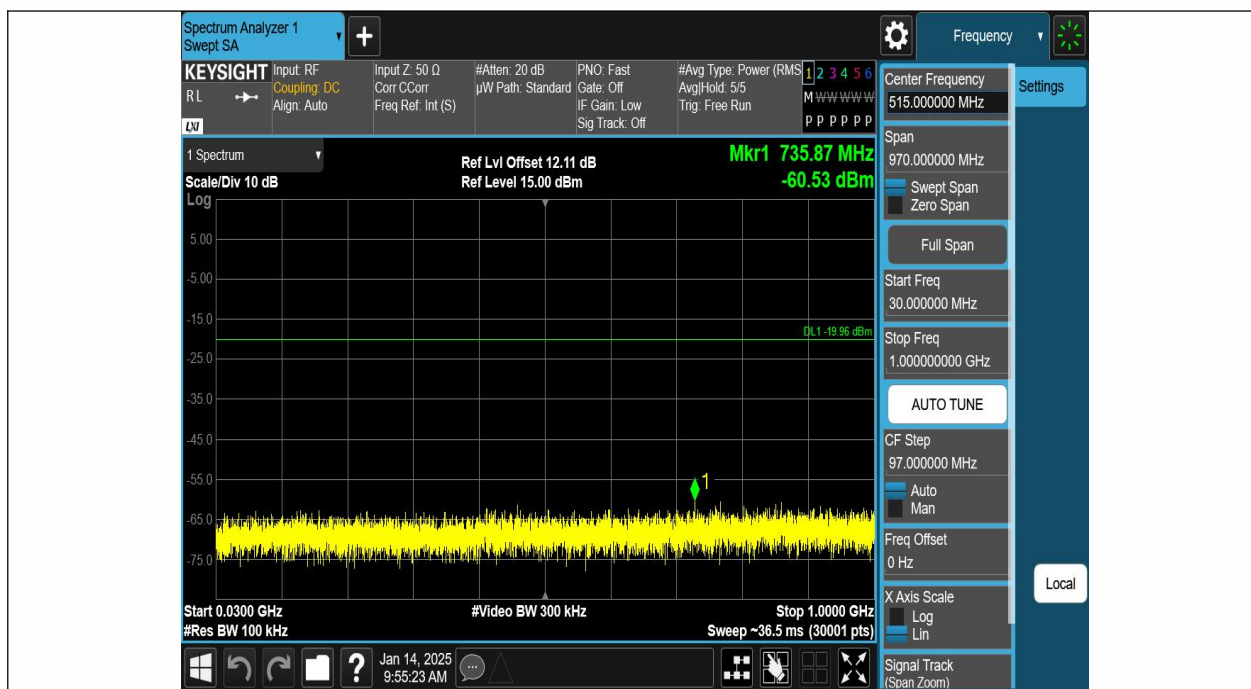 Spectrum Analyzer 1
Swept SA
+
Frequency
KEYSIGHT
RL
LXI
Input: RF
Coupling: DC
Align: Auto
Input Z: 50 Ω
Corr CCorr
Freq Ref: Int (S)
#Atten: 20 dB
µW Path: Standard
PNO: Fast
Gate: Off
IF Gain: Low
Sig Track: Off
#Avg Type: Power (RMS
Avg|Hold: 5/5
Trig: Free Run
1 2 3 4 5 6
M W W W W W
P P P P P P
1 Spectrum
Scale/Div 10 dB
Log
Ref Lvl Offset 12.11 dB
Ref Level 15.00 dBm
Mkr1 735.87 MHz
-60.53 dBm
5.00
-5.00
-15.0
DL1 -19.96 dBm
-25.0
-35.0
-45.0
-55.0
1
-65.0
-75.0
Start 0.0300 GHz
#Video BW 300 kHz
Stop 1.0000 GHz
#Res BW 100 kHz
Sweep ~36.5 ms (30001 pts)
?
Jan 14, 2025
9:55:23 AM
Center Frequency
515.000000 MHz
Settings
Span
970.000000 MHz
Swept Span
Zero Span
Full Span
Start Freq
30.000000 MHz
Stop Freq
1.000000000 GHz
AUTO TUNE
CF Step
97.000000 MHz
Auto
Man
Freq Offset
0 Hz
Local
X Axis Scale
Log
Lin
Signal Track
(Span Zoom)